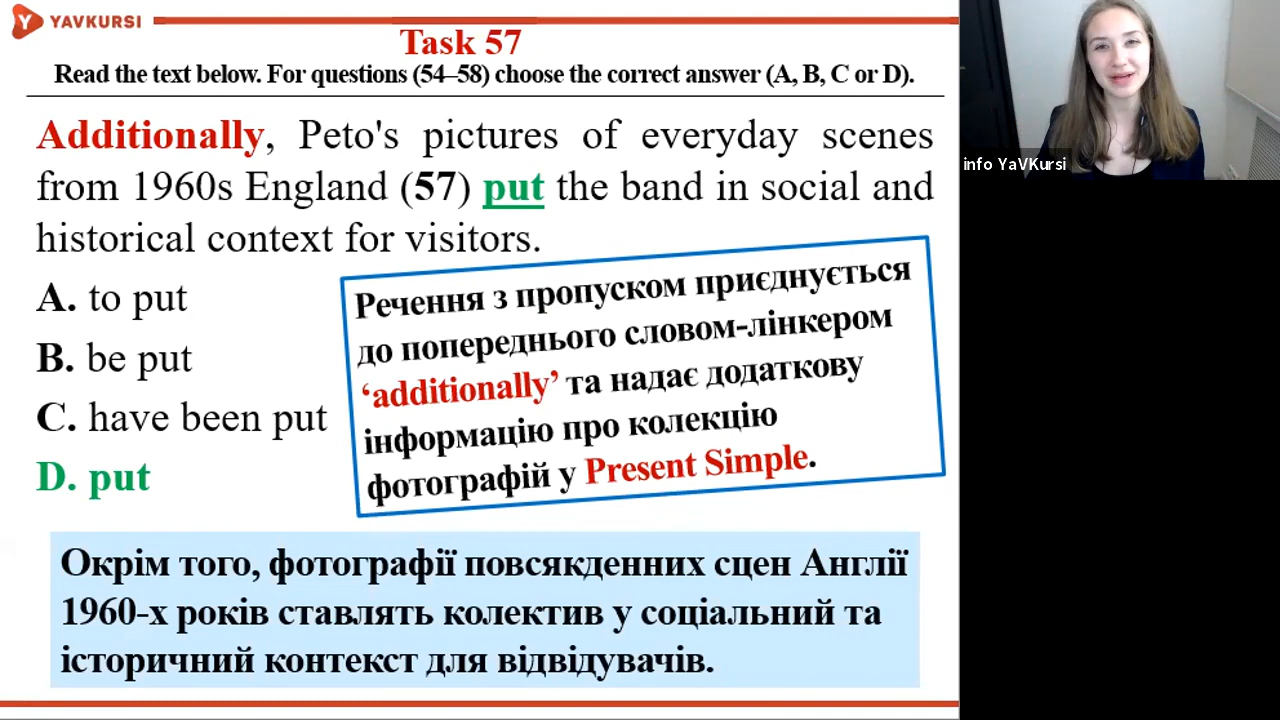 YAVKURSI
Task 57
Read the text below. For questions (54–58) choose the correct answer (A, B, C or D).
Additionally, Peto's pictures of everyday scenes
from 1960s England (57) put the band in social and
historical context for visitors.
A. to put
B. be put
C. have been put
D. put
Речення з пропуском приєднується
до попереднього словом-лінкером
‘additionally’ та надає додаткову
інформацію про колекцію
фотографій у Present Simple.
Окрім того, фотографії повсякденних сцен Англії
1960-х років ставлять колектив у соціальний та
історичний контекст для відвідувачів.
info YaVKursi